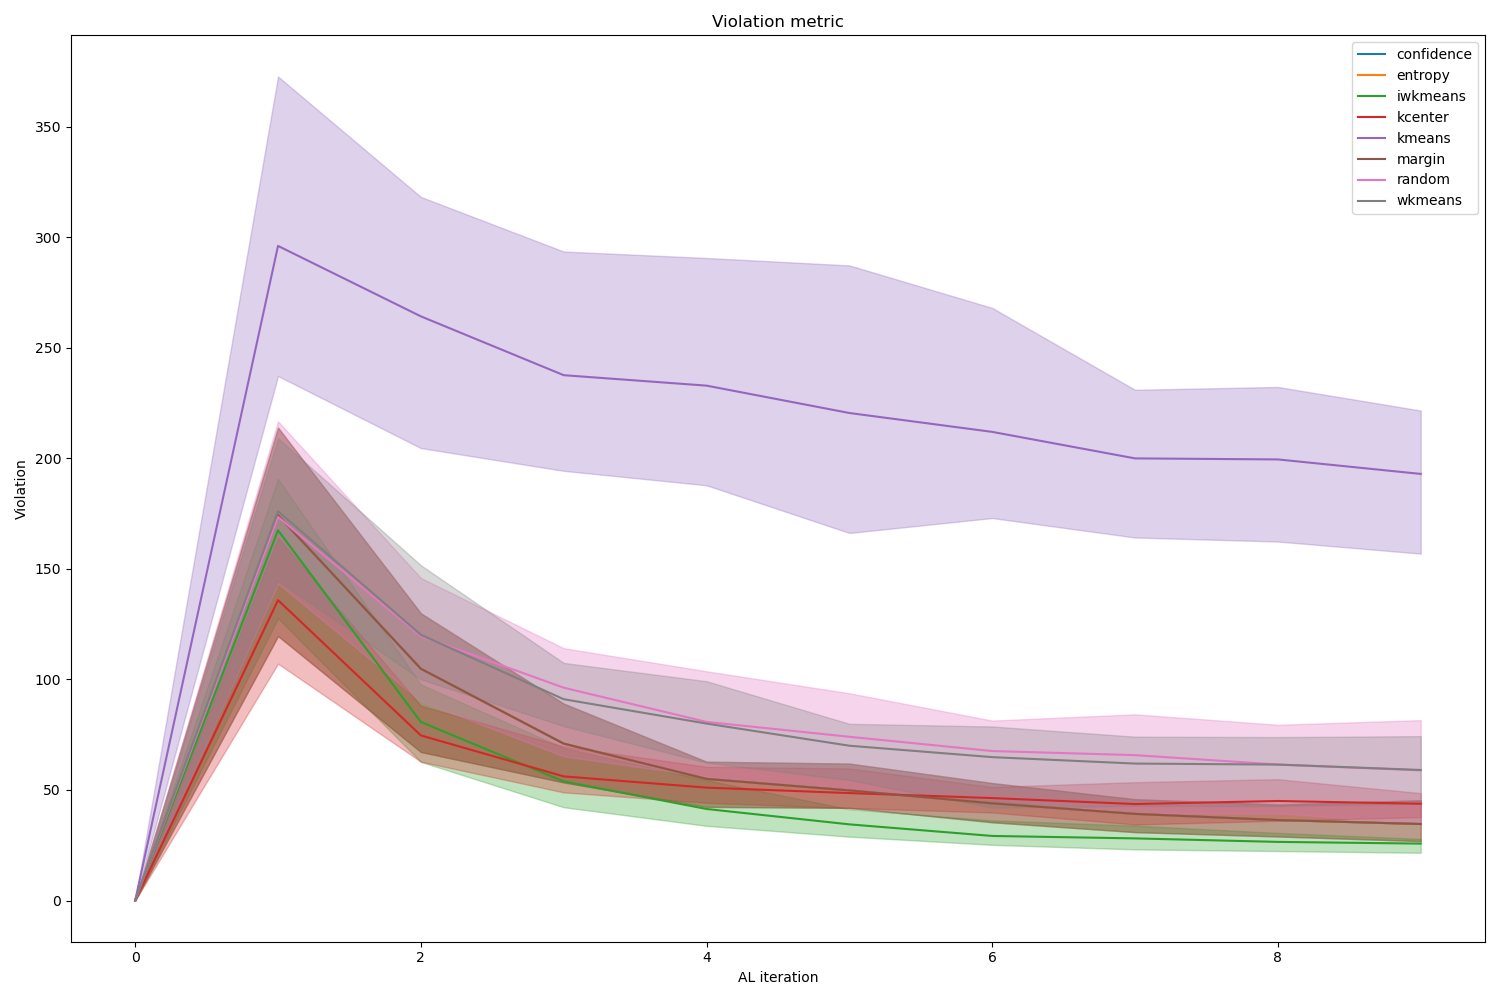 Violation metric
confidence
entropy
iwkmeans
kcenter
kmeans
margin
random
wkmeans
350
300
250
200
150
100
50
0
Violation
0 2 4 6 8
AL iteration